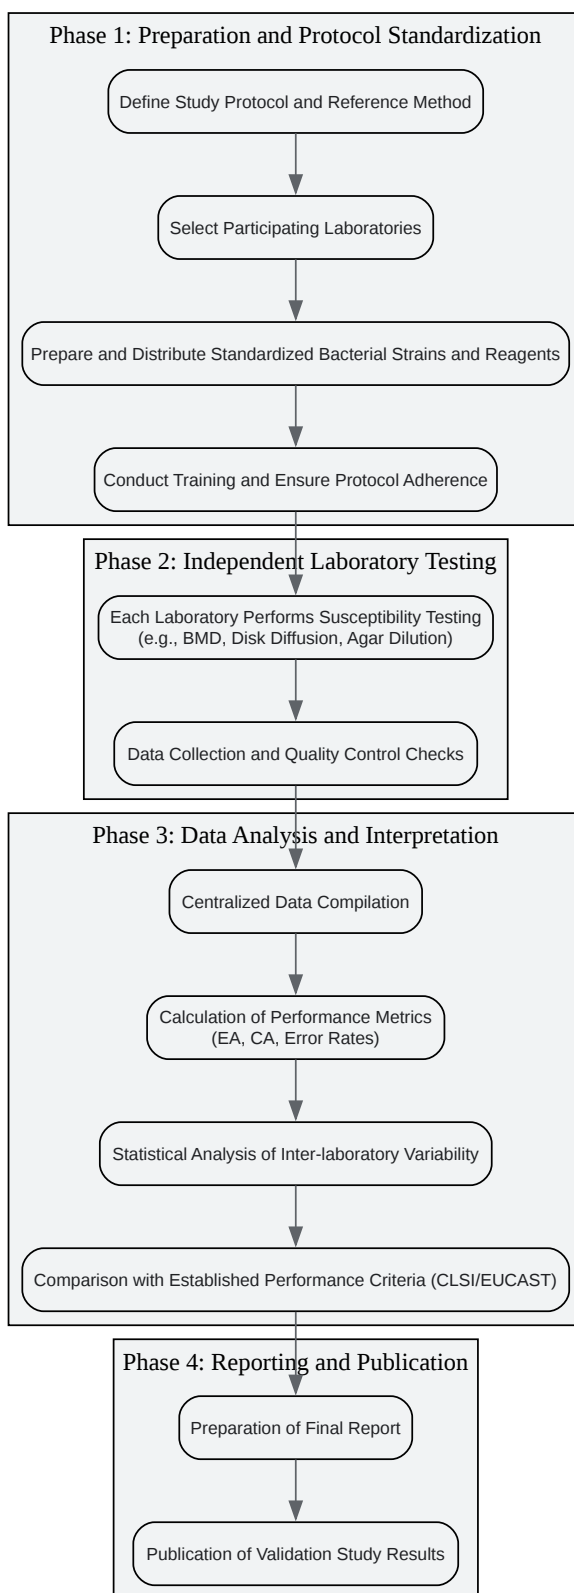 Phase 1: Preparation and Protocol Standardization
Define Study Protocol and Reference Method
Select Participating Laboratories
Prepare and Distribute Standardized Bacterial Strains and Reagents
Conduct Training and Ensure Protocol Adherence
Phase 2: Independent Laboratory Testing
Each Laboratory Performs Susceptibility Testing
(e.g., BMD, Disk Diffusion, Agar Dilution)
Data Collection and Quality Control Checks
Phase 3: Data Analysis and Interpretation
Centralized Data Compilation
Calculation of Performance Metrics
(EA, CA, Error Rates)
Statistical Analysis of Inter-laboratory Variability
Comparison with Established Performance Criteria (CLSI/EUCAST)
Phase 4: Reporting and Publication
Preparation of Final Report
Publication of Validation Study Results